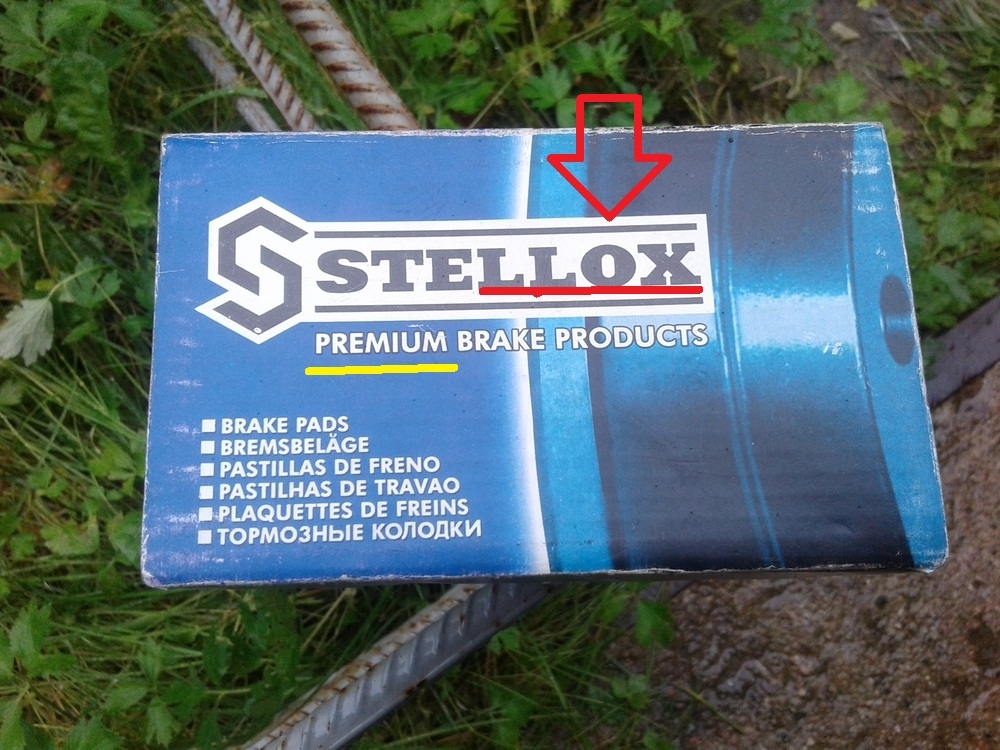 STELLOX
PREMIUM BRAKE PRODUCTS
BRAKE PADS
BREMSBELÄGE
PASTILLAS DE FRENO
PASTILHAS DE TRAVAO
PLAQUETTES DE FREINS
ТОРМОЗНЫЕ КОЛОДКИ